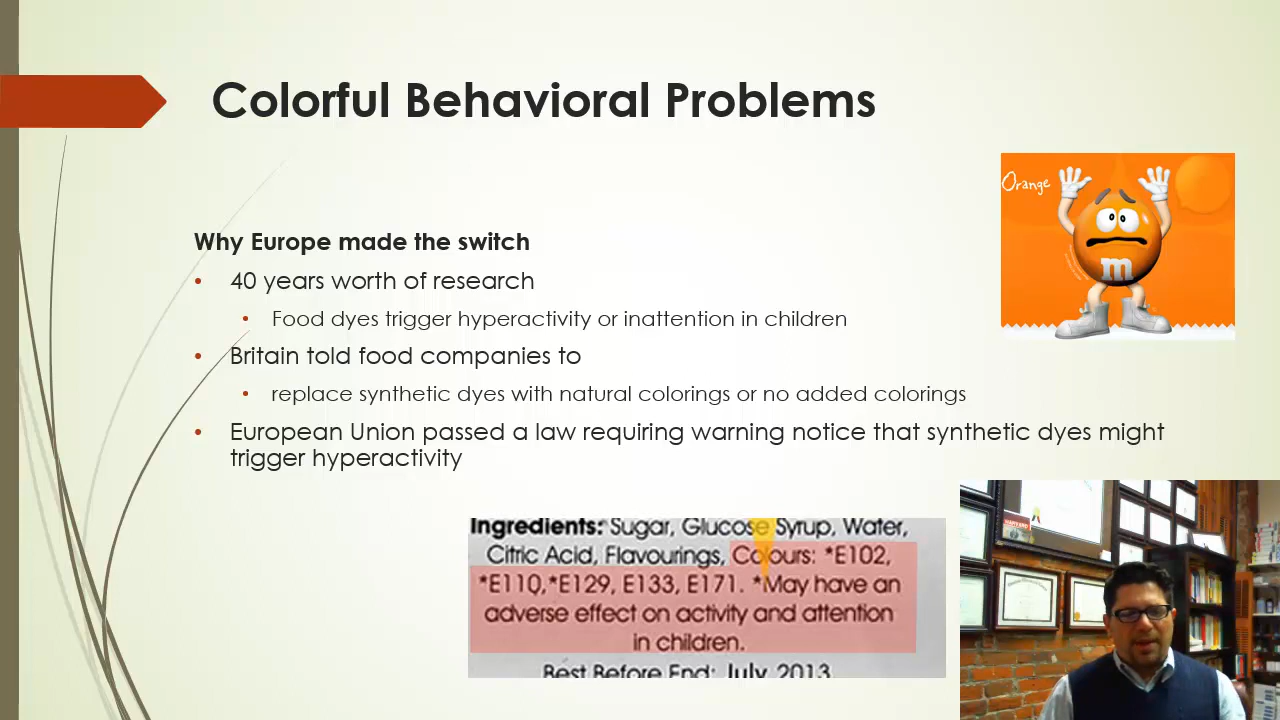 Colorful Behavioral Problems
Orange
m
Why Europe made the switch
• 40 years worth of research
• Food dyes trigger hyperactivity or inattention in children
• Britain told food companies to
• replace synthetic dyes with natural colorings or no added colorings
• European Union passed a law requiring warning notice that synthetic dyes might
trigger hyperactivity
Ingredients: Sugar, Glucose Syrup, Water,
Citric Acid, Flavourings, Colours: *E102,
*E110,*E129, E133, E171. *May have an
adverse effect on activity and attention
in children.
Best Before End: July 2013
HARVARD